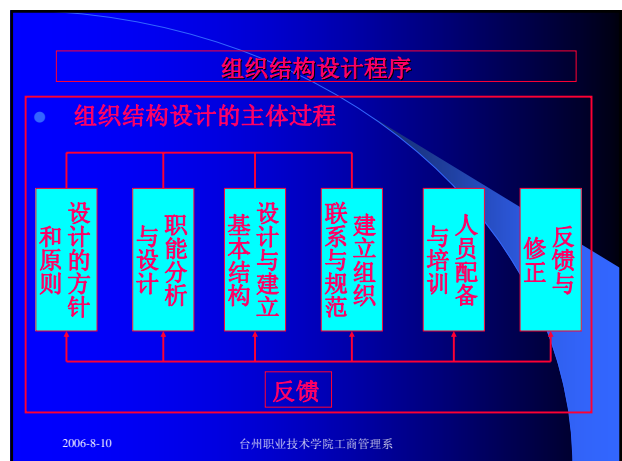 组织结构设计程序
组织结构设计的主体过程
设计的方针
和原则
职能分析
与设计
设计与建立
基本结构
建立组织
联系与规范
人员配备
与培训
反馈与
修正
反馈
2006-8-10
台州职业技术学院工商管理系